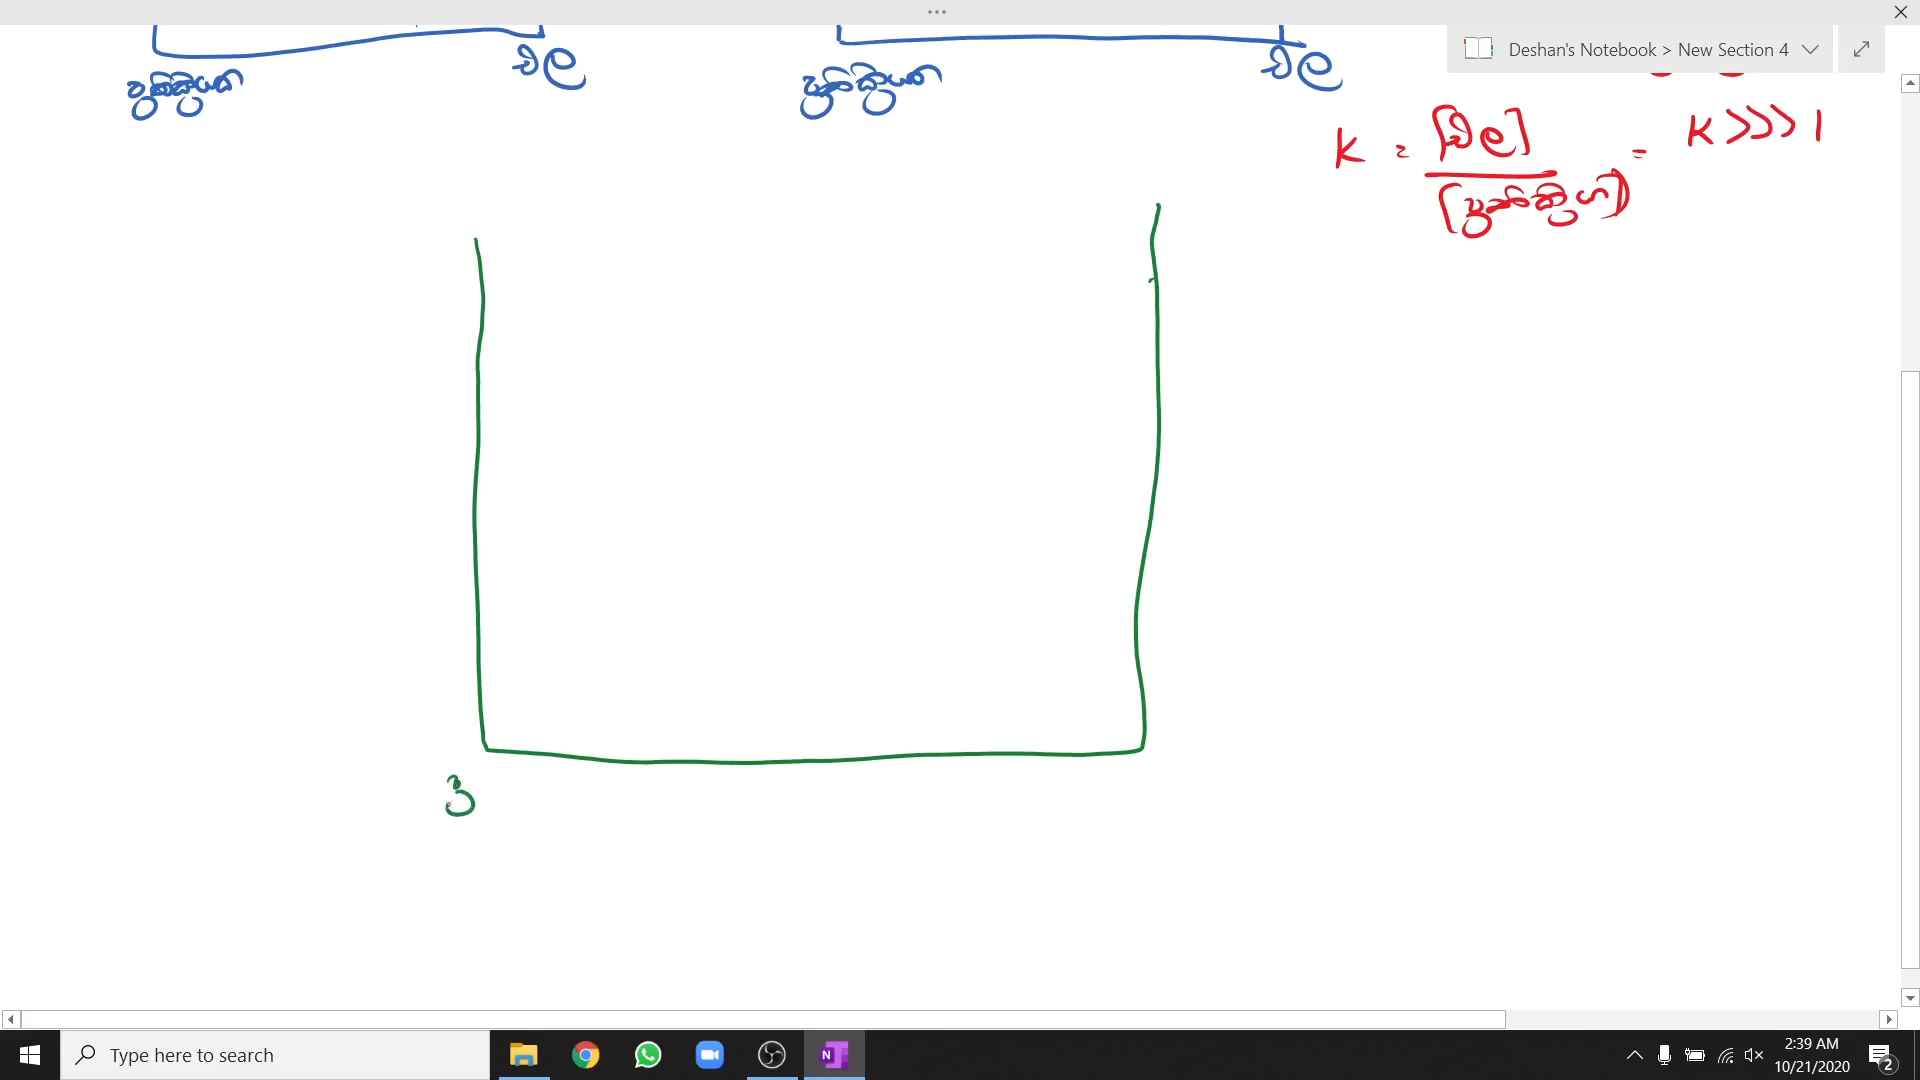 Deshan's Notebook > New Section 4
ප්‍රතික්‍රියක
ඵල
ප්‍රතික්‍රියක
ඵල
K = [ඵල] / [ප්‍රතික්‍රියක] = K >>> 1
Type here to search
N
2:39 AM
10/21/2020
2